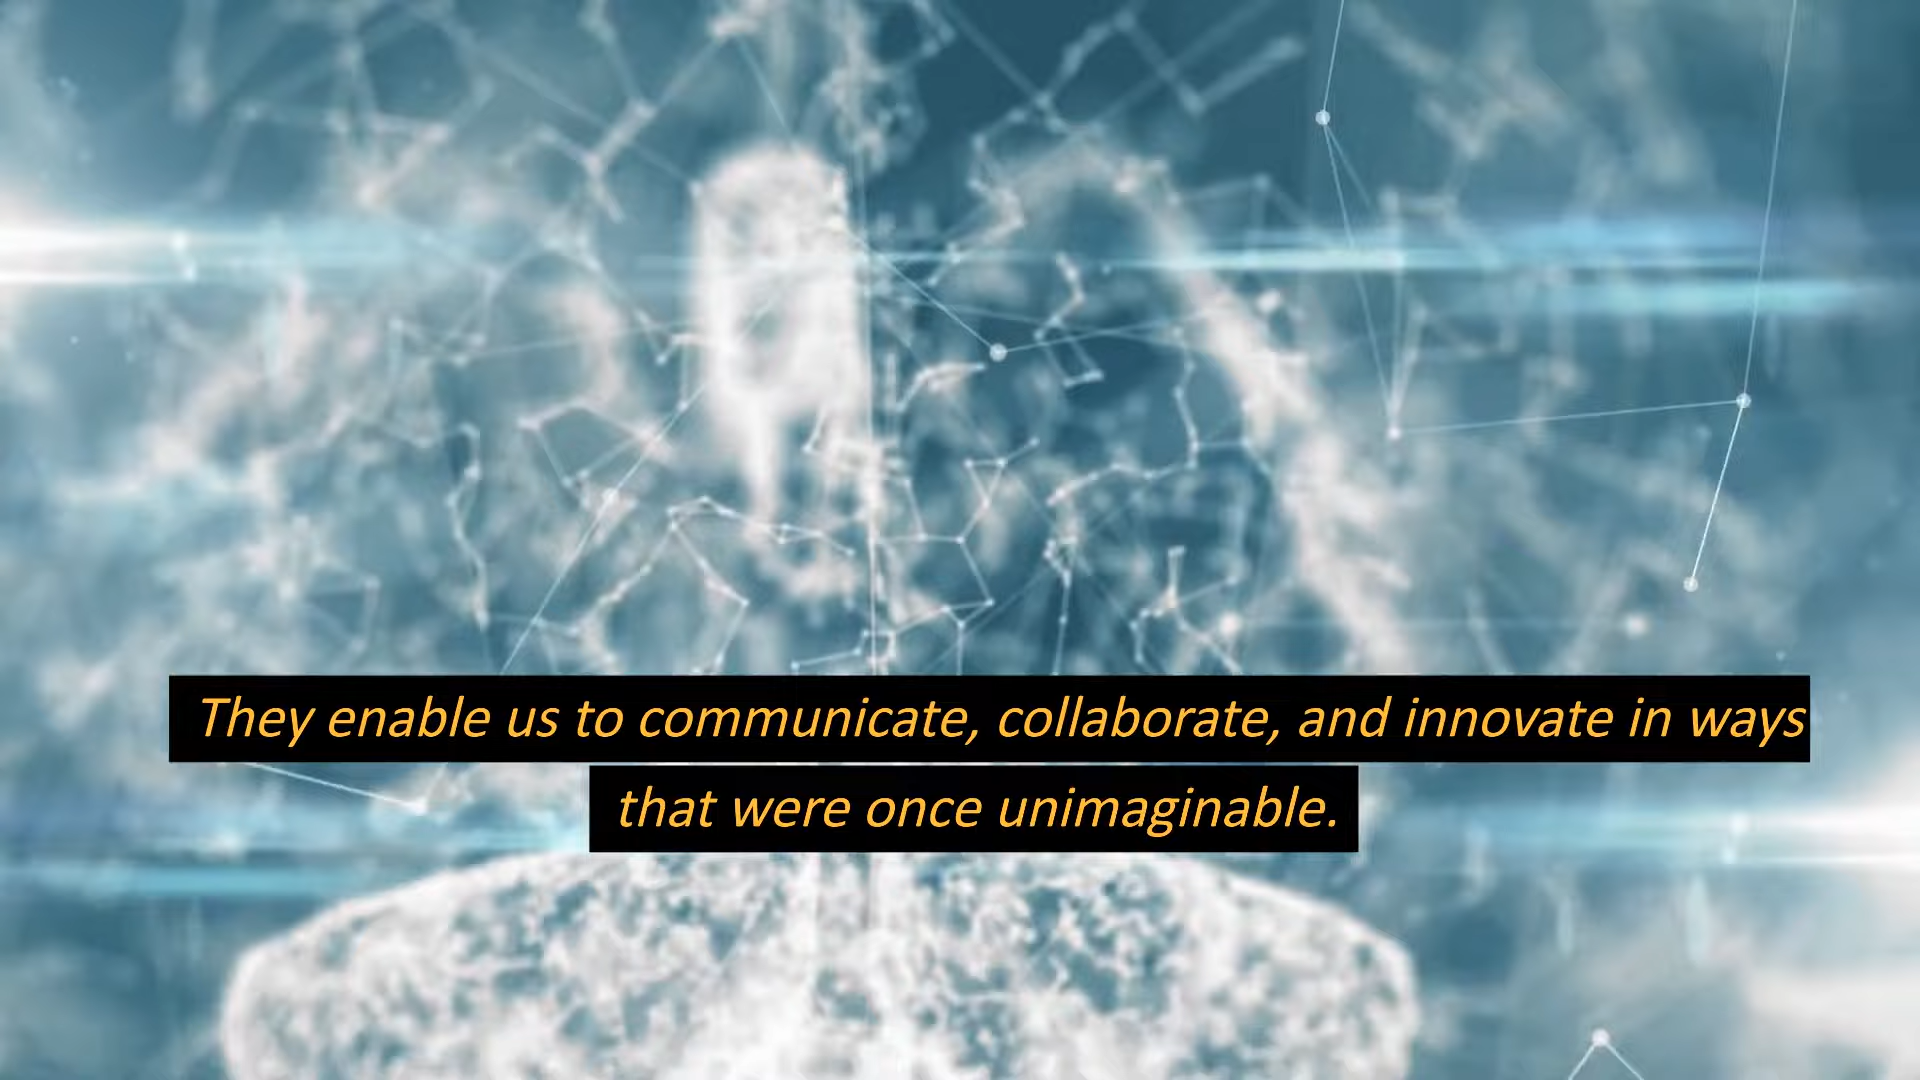 They enable us to communicate, collaborate, and innovate in ways
that were once unimaginable.